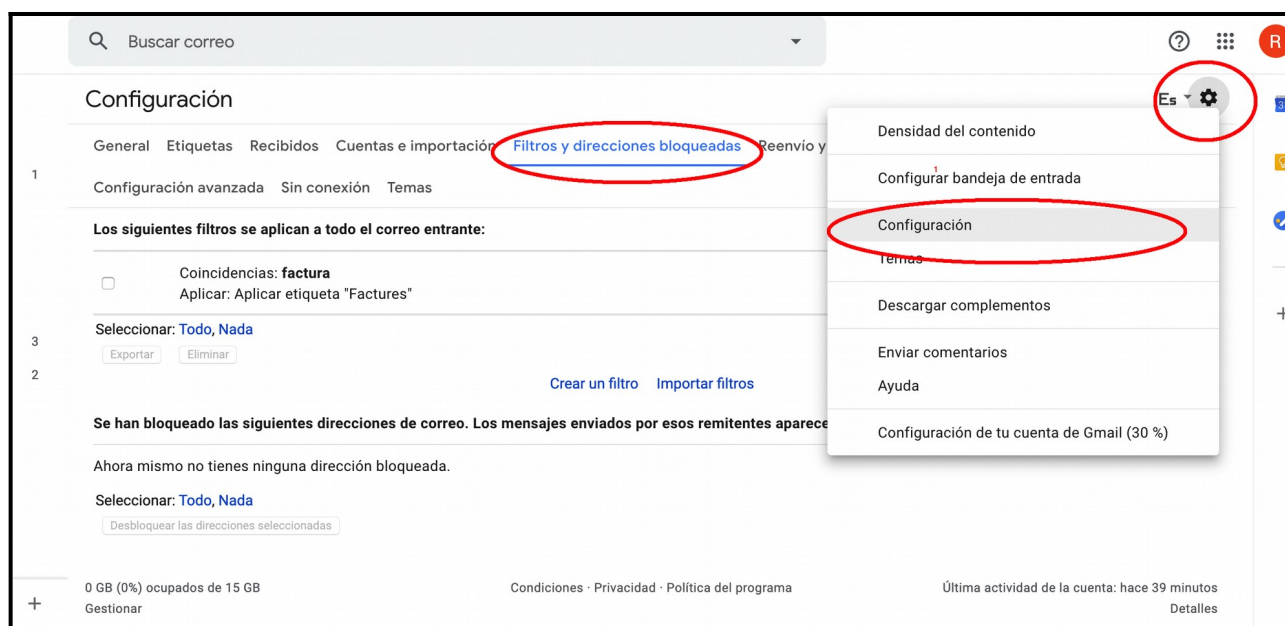 Buscar correo
R
Configuración
Es
General Etiquetas Recibidos Cuentas e importación Filtros y direcciones bloqueadas Reenvío y
Configuración avanzada Sin conexión Temas
1
Los siguientes filtros se aplican a todo el correo entrante:
Coincidencias: factura
Aplicar: Aplicar etiqueta "Factures"
Seleccionar: Todo, Nada
3
Exportar Eliminar
2
Crear un filtro Importar filtros
Se han bloqueado las siguientes direcciones de correo. Los mensajes enviados por esos remitentes aparece
Ahora mismo no tienes ninguna dirección bloqueada.
Seleccionar: Todo, Nada
Desbloquear las direcciones seleccionadas
Densidad del contenido
1
Configurar bandeja de entrada
Configuración
Temas
Descargar complementos
Enviar comentarios
Ayuda
Configuración de tu cuenta de Gmail (30 %)
0 GB (0%) ocupados de 15 GB
Gestionar
Condiciones · Privacidad · Política del programa
Última actividad de la cuenta: hace 39 minutos
Detalles